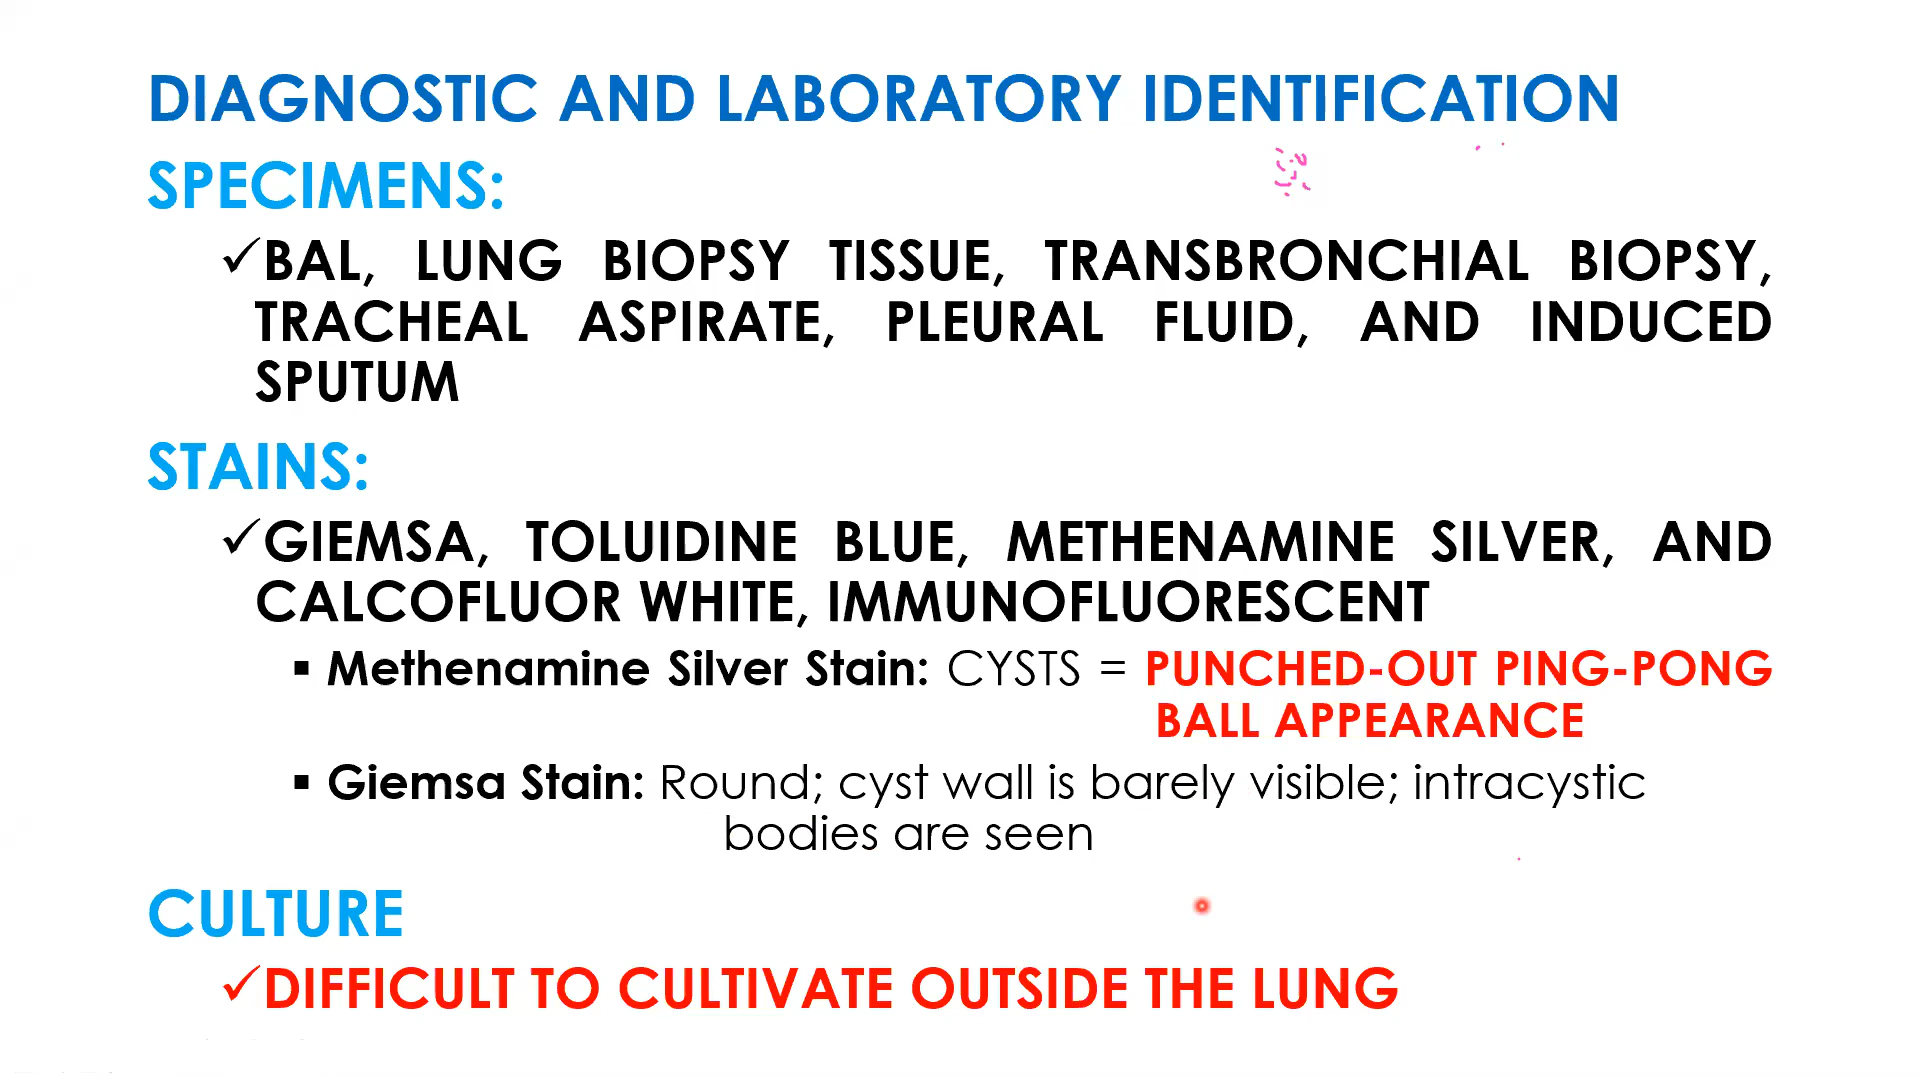 DIAGNOSTIC AND LABORATORY IDENTIFICATION
SPECIMENS:
✓BAL, LUNG BIOPSY TISSUE, TRANSBRONCHIAL BIOPSY,
TRACHEAL ASPIRATE, PLEURAL FLUID, AND INDUCED
SPUTUM
STAINS:
✓GIEMSA, TOLUIDINE BLUE, METHENAMINE SILVER, AND
CALCOFLUOR WHITE, IMMUNOFLUORESCENT
▪ Methenamine Silver Stain: CYSTS = PUNCHED-OUT PING-PONG
BALL APPEARANCE
▪ Giemsa Stain: Round; cyst wall is barely visible; intracystic
bodies are seen
CULTURE
✓DIFFICULT TO CULTIVATE OUTSIDE THE LUNG